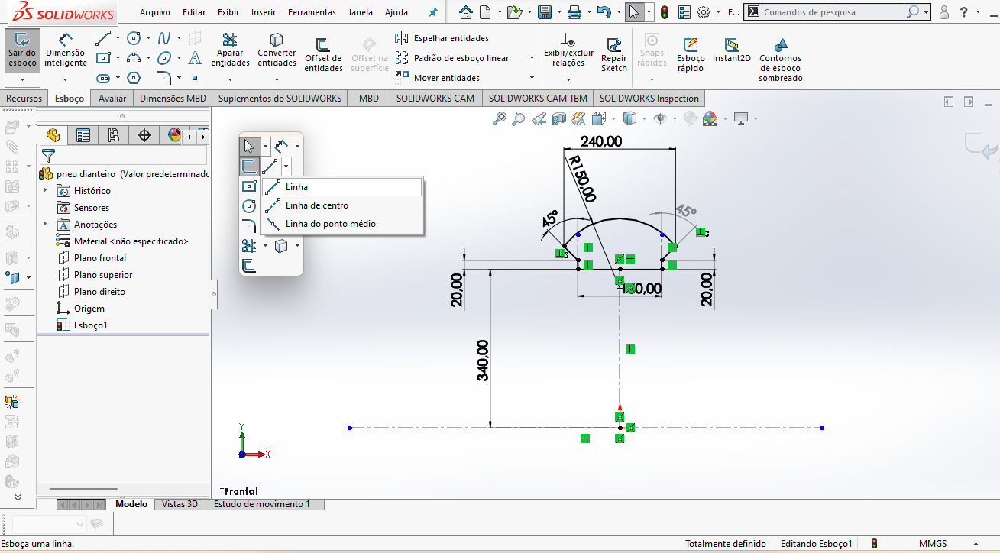 SOLIDWORKS
Arquivo Editar Exibir Inserir Ferramentas Janela Ajuda
E...
Comandos de pesquisa
Sair do esboço
Dimensão inteligente
Aparar entidades
Converter entidades
Offset de entidades
Offset na superfície
Espelhar entidades
Padrão de esboço linear
Mover entidades
Exibir/excluir relações
Repair Sketch
Snaps rápidos
Esboço rápido
Instant2D
Contornos de esboço sombreado
Recursos Esboço Avaliar Dimensões MBD Suplementos do SOLIDWORKS MBD SOLIDWORKS CAM SOLIDWORKS CAM TBM SOLIDWORKS Inspection
pneu dianteiro (Valor predeterminado
Histórico
Sensores
Anotações
Material <não especificado>
Plano frontal
Plano superior
Plano direito
Origem
Esboço1
Linha
Linha de centro
Linha do ponto médio
240,00
R150,00
45°
45°
3
3
20,00
20,00
340,00
Y
X
*Frontal
Modelo Vistas 3D Estudo de movimento 1
Esboça uma linha.
Totalmente definido Editando Esboço1 MMGS